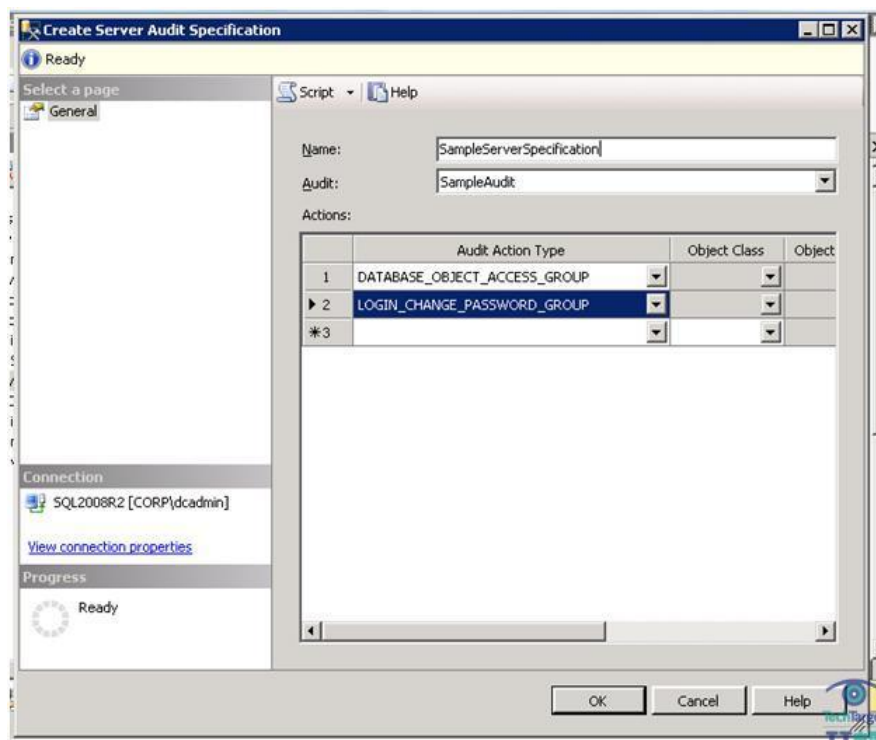 Create Server Audit Specification
Ready
Select a page
General
Script
Help
Name:
SampleServerSpecification
Audit:
SampleAudit
Actions:
Audit Action Type Object Class Object
1 DATABASE_OBJECT_ACCESS_GROUP
2 LOGIN_CHANGE_PASSWORD_GROUP
*3
Connection
SQL2008R2 [CORP\dcadmin]
View connection properties
Progress
Ready
OK Cancel Help
TechTarge